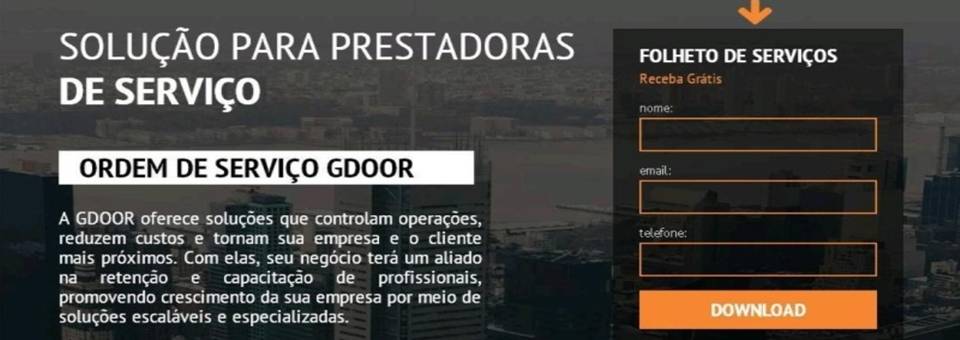 SOLUÇÃO PARA PRESTADORAS
DE SERVIÇO
ORDEM DE SERVIÇO GDOOR
A GDOOR oferece soluções que controlam operações,
reduzem custos e tornam sua empresa e o cliente
mais próximos. Com elas, seu negócio terá um aliado
na retenção e capacitação de profissionais,
promovendo crescimento da sua empresa por meio de
soluções escaláveis e especializadas.
FOLHETO DE SERVIÇOS
Receba Grátis
nome:
email:
telefone:
DOWNLOAD